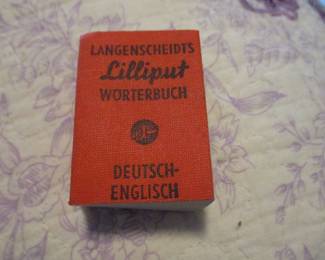 LANGENSCHEIDTS
Lilliput
WÖRTERBUCH
DEUTSCH-
ENGLISCH